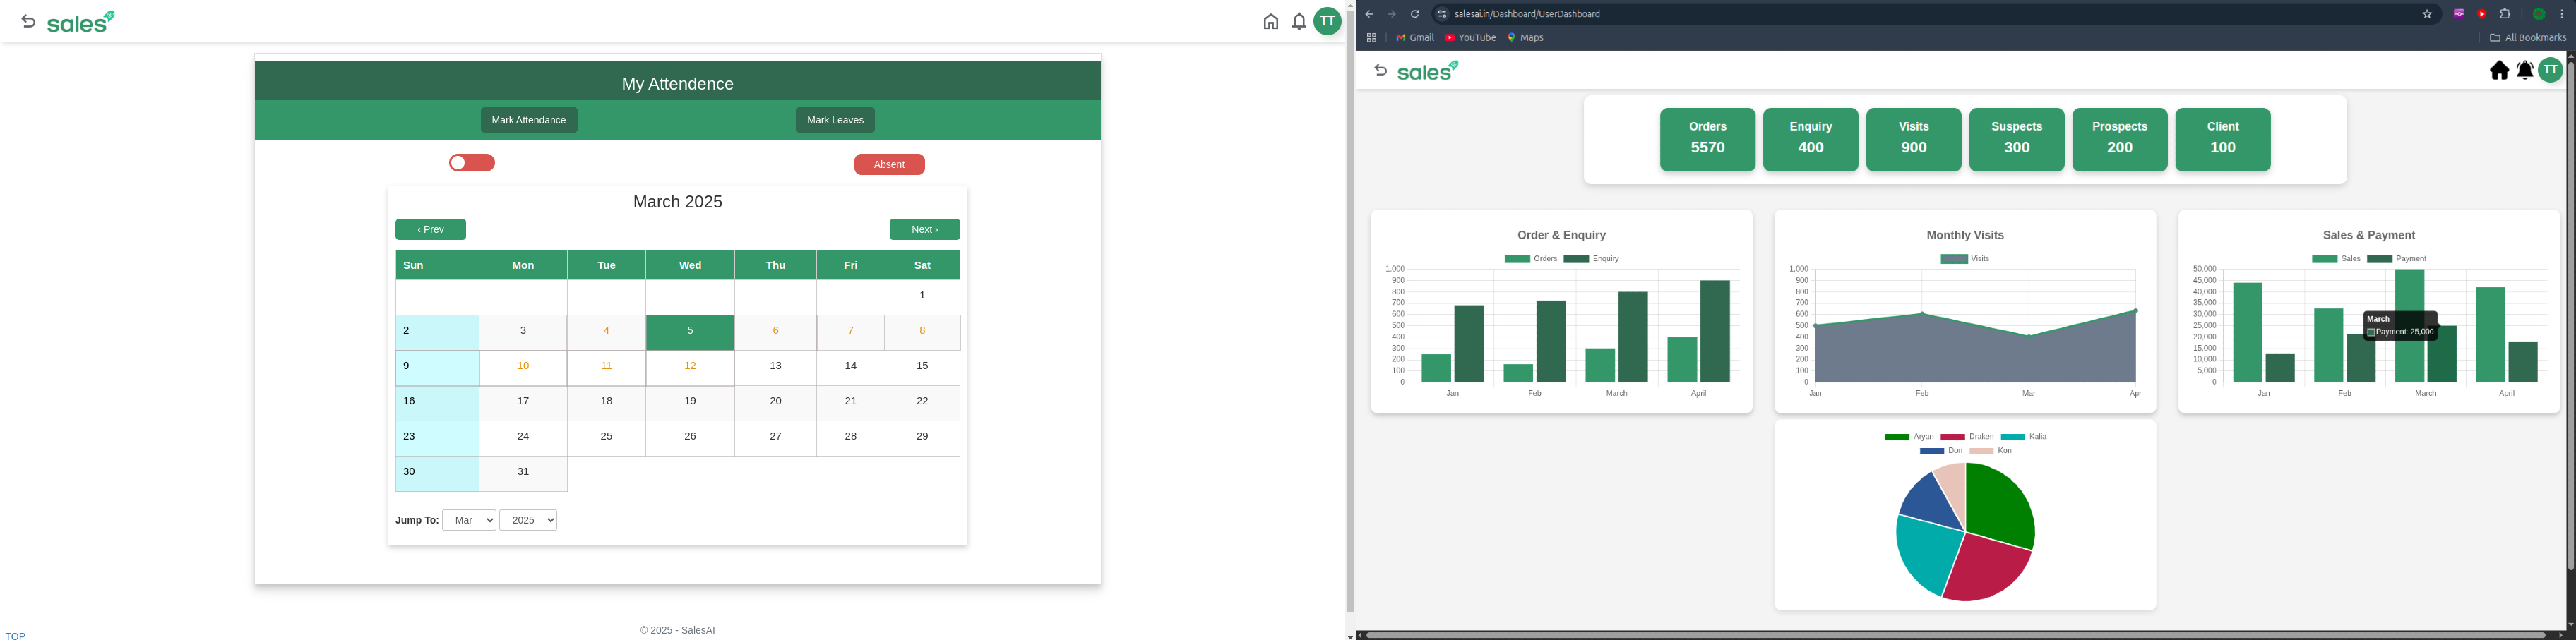 sales
TT
My Attendence
Mark Attendance Mark Leaves
Absent
March 2025
‹ Prev Next ›
Sun Mon Tue Wed Thu Fri Sat
1
2 3 4 5 6 7 8
9 10 11 12 13 14 15
16 17 18 19 20 21 22
23 24 25 26 27 28 29
30 31
Jump To: Mar 2025
© 2025 - SalesAI
TOP
salesai.in/Dashboard/UserDashboard
Gmail YouTube Maps All Bookmarks
sales
TT
Orders Enquiry Visits Suspects Prospects Client
5570 400 900 300 200 100
Order & Enquiry
Orders Enquiry
1,000
900
800
700
600
500
400
300
200
100
0
Jan Feb March April
Monthly Visits
Visits
1,000
900
800
700
600
500
400
300
200
100
0
Jan Feb Mar Apr
Sales & Payment
Sales Payment
50,000
45,000
40,000
35,000
30,000
25,000
20,000
15,000
10,000
5,000
0
March
Payment: 25,000
Jan Feb March April
Aryan Draken Kalia
Don Kon